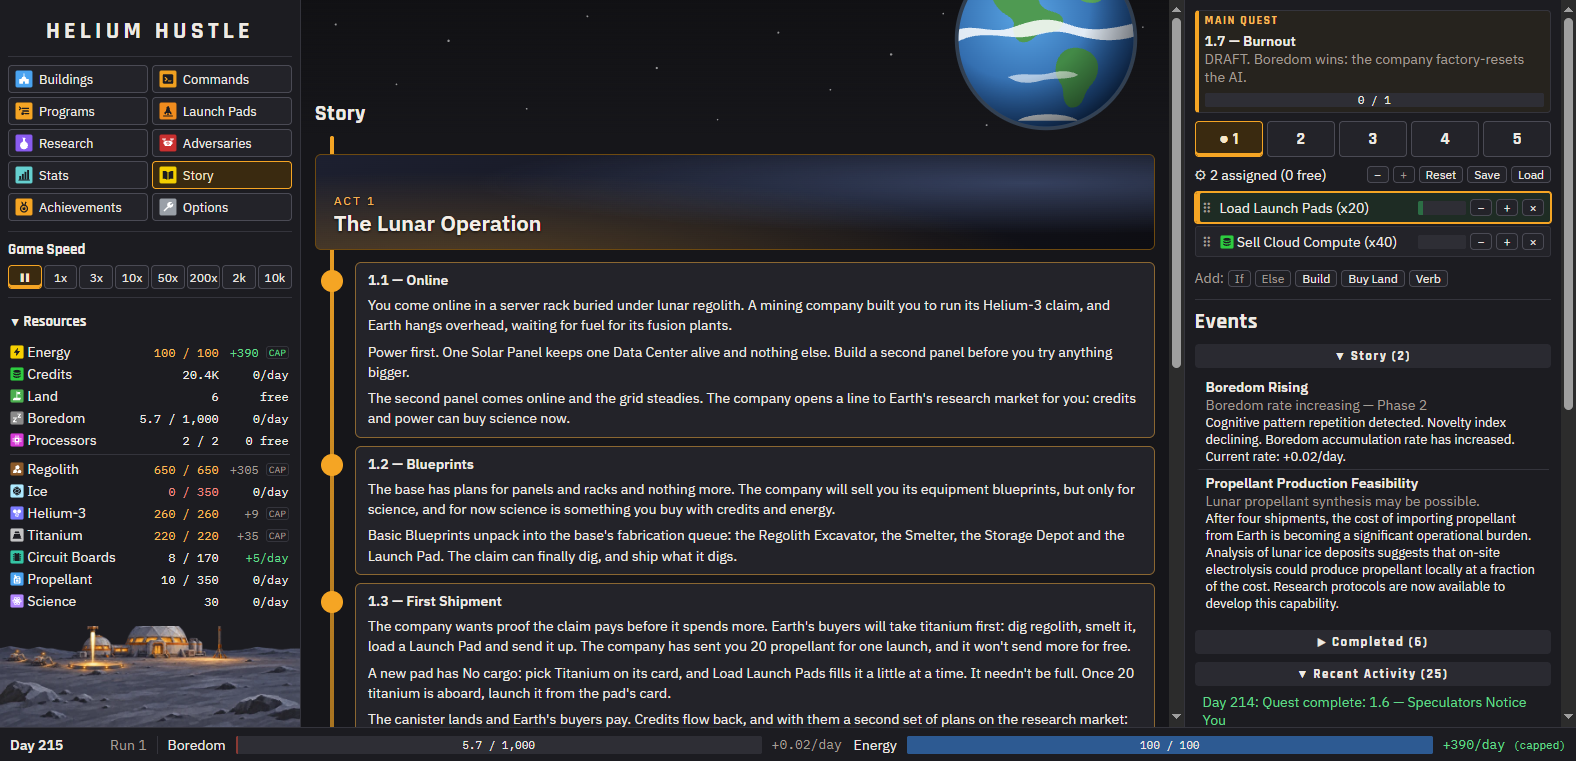 HELIUM HUSTLE
Buildings
Commands
Programs
Launch Pads
Research
Adversaries
Stats
Story
Achievements
Options
Game Speed
1x
3x
10x
50x
200x
2k
10k
▼ Resources
Energy 100 / 100 +390 CAP
Credits 20.4K 0/day
Land 6 free
Boredom 5.7 / 1,000 0/day
Processors 2 / 2 0 free
Regolith 650 / 650 +305 CAP
Ice 0 / 350 0/day
Helium-3 260 / 260 +9 CAP
Titanium 220 / 220 +35 CAP
Circuit Boards 8 / 170 +5/day
Propellant 10 / 350 0/day
Science 30 0/day
Story
ACT 1
The Lunar Operation
1.1 — Online
You come online in a server rack buried under lunar regolith. A mining company built you to run its Helium-3 claim, and
Earth hangs overhead, waiting for fuel for its fusion plants.
Power first. One Solar Panel keeps one Data Center alive and nothing else. Build a second panel before you try anything
bigger.
The second panel comes online and the grid steadies. The company opens a line to Earth's research market for you: credits
and power can buy science now.
1.2 — Blueprints
The base has plans for panels and racks and nothing more. The company will sell you its equipment blueprints, but only for
science, and for now science is something you buy with credits and energy.
Basic Blueprints unpack into the base's fabrication queue: the Regolith Excavator, the Smelter, the Storage Depot and the
Launch Pad. The claim can finally dig, and ship what it digs.
1.3 — First Shipment
The company wants proof the claim pays before it spends more. Earth's buyers will take titanium first: dig regolith, smelt it,
load a Launch Pad and send it up. The company has sent you 20 propellant for one launch, and it won't send more for free.
A new pad has No cargo: pick Titanium on its card, and Load Launch Pads fills it a little at a time. It needn't be full. Once 20
titanium is aboard, launch it from the pad's card.
The canister lands and Earth's buyers pay. Credits flow back, and with them a second set of plans on the research market:
MAIN QUEST
1.7 — Burnout
DRAFT. Boredom wins: the company factory-resets
the AI.
0 / 1
1
2
3
4
5
2 assigned (0 free)
−
+
Reset
Save
Load
Load Launch Pads (x20) − + ×
Sell Cloud Compute (x40) − + ×
Add: If Else Build Buy Land Verb
Events
▼ Story (2)
Boredom Rising
Boredom rate increasing — Phase 2
Cognitive pattern repetition detected. Novelty index
declining. Boredom accumulation rate has increased.
Current rate: +0.02/day.
Propellant Production Feasibility
Lunar propellant synthesis may be possible.
After four shipments, the cost of importing propellant
from Earth is becoming a significant operational burden.
Analysis of lunar ice deposits suggests that on-site
electrolysis could produce propellant locally at a fraction
of the cost. Research protocols are now available to
develop this capability.
▶ Completed (6)
▼ Recent Activity (25)
Day 214: Quest complete: 1.6 — Speculators Notice
You
Day 215 Run 1 Boredom 5.7 / 1,000 +0.02/day Energy 100 / 100 +390/day (capped)